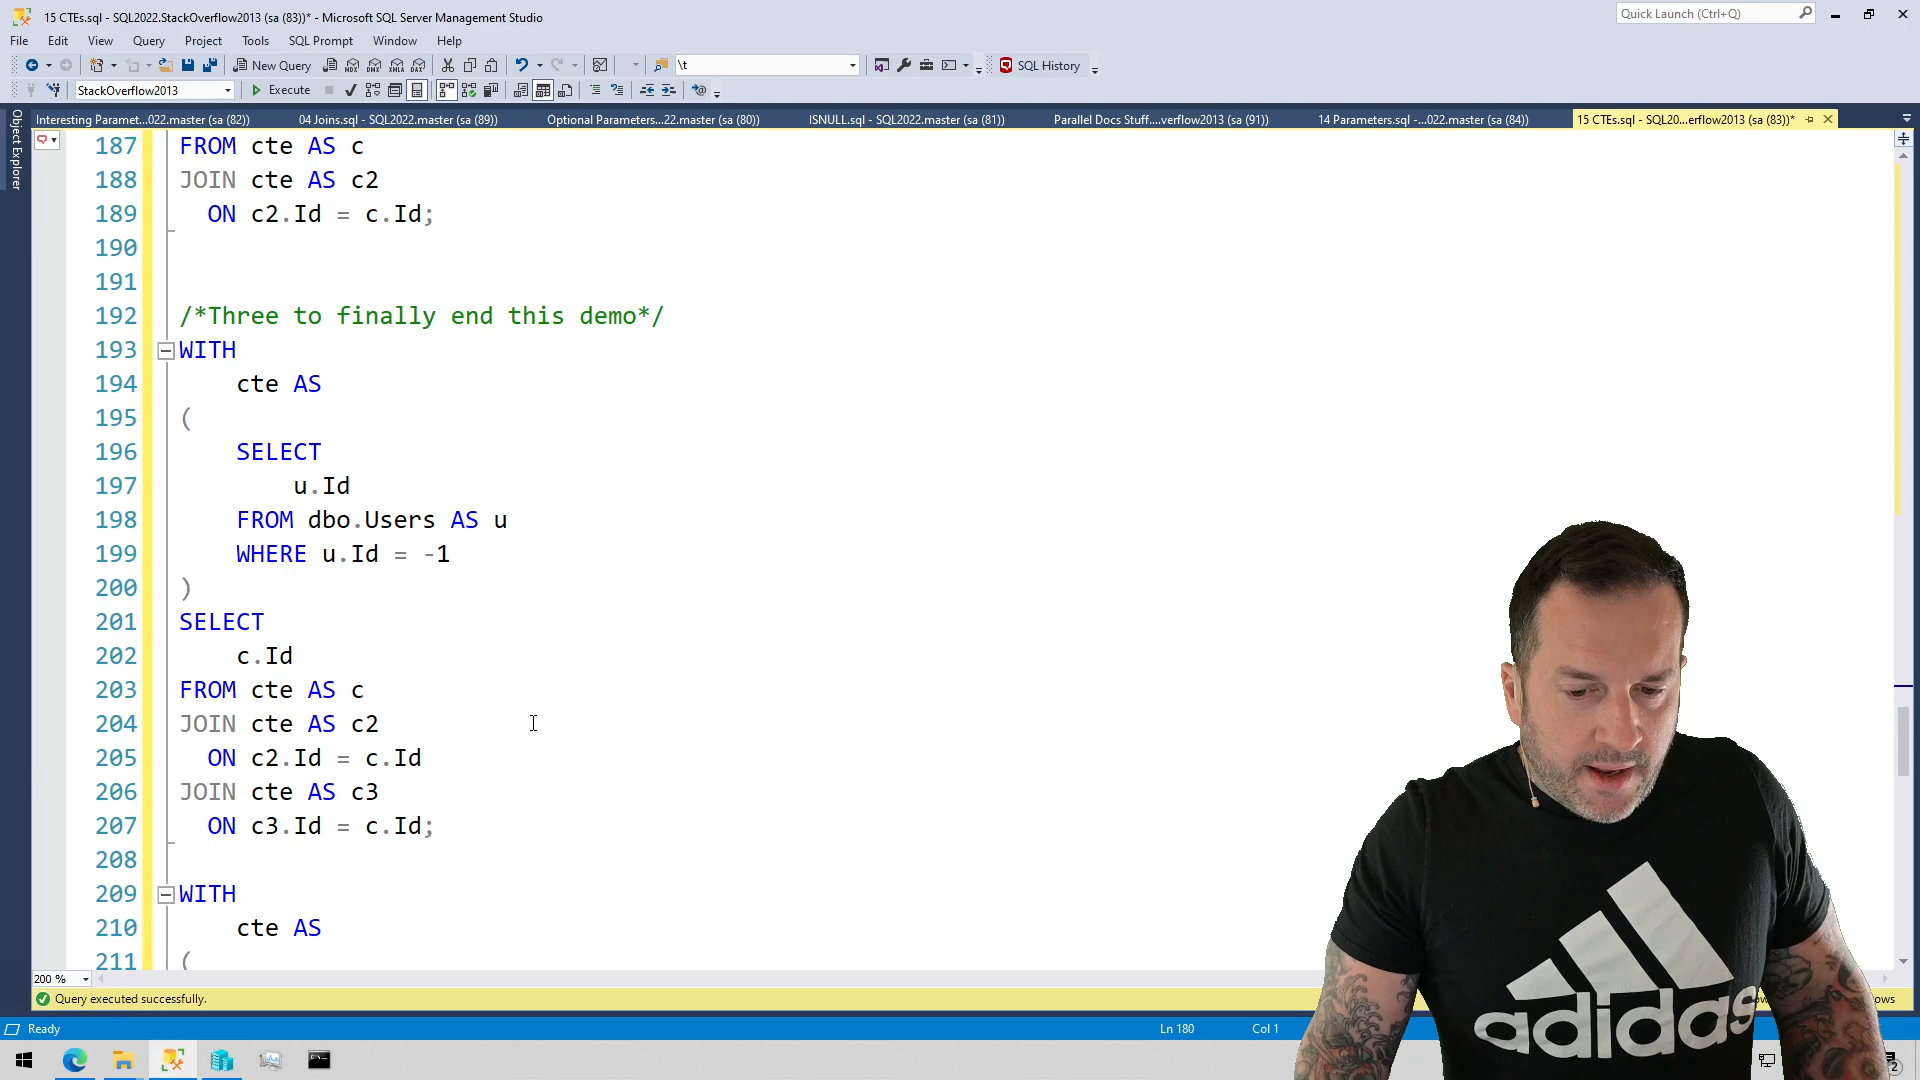 15 CTEs.sql - SQL2022.StackOverflow2013 (sa (83))* - Microsoft SQL Server Management Studio
Quick Launch (Ctrl+Q)
File Edit View Query Project Tools SQL Prompt Window Help
New Query MDX DMX XMLA DAX \t SQL History
StackOverflow2013 Execute
Object Explorer
Interesting Paramet...022.master (sa (82)) 04 Joins.sql - SQL2022.master (sa (89)) Optional Parameters...22.master (sa (80)) ISNULL.sql - SQL2022.master (sa (81)) Parallel Docs Stuff....verflow2013 (sa (91)) 14 Parameters.sql -...022.master (sa (84)) 15 CTEs.sql - SQL20...erflow2013 (sa (83))*
187 FROM cte AS c
188 JOIN cte AS c2
189 ON c2.Id = c.Id;
190
191
192 /*Three to finally end this demo*/
193 WITH
194 cte AS
195 (
196 SELECT
197 u.Id
198 FROM dbo.Users AS u
199 WHERE u.Id = -1
200 )
201 SELECT
202 c.Id
203 FROM cte AS c
204 JOIN cte AS c2
205 ON c2.Id = c.Id
206 JOIN cte AS c3
207 ON c3.Id = c.Id;
208
209 WITH
210 cte AS
211 (
200 %
Query executed successfully.
Ready Ln 180 Col 1
adidas
2